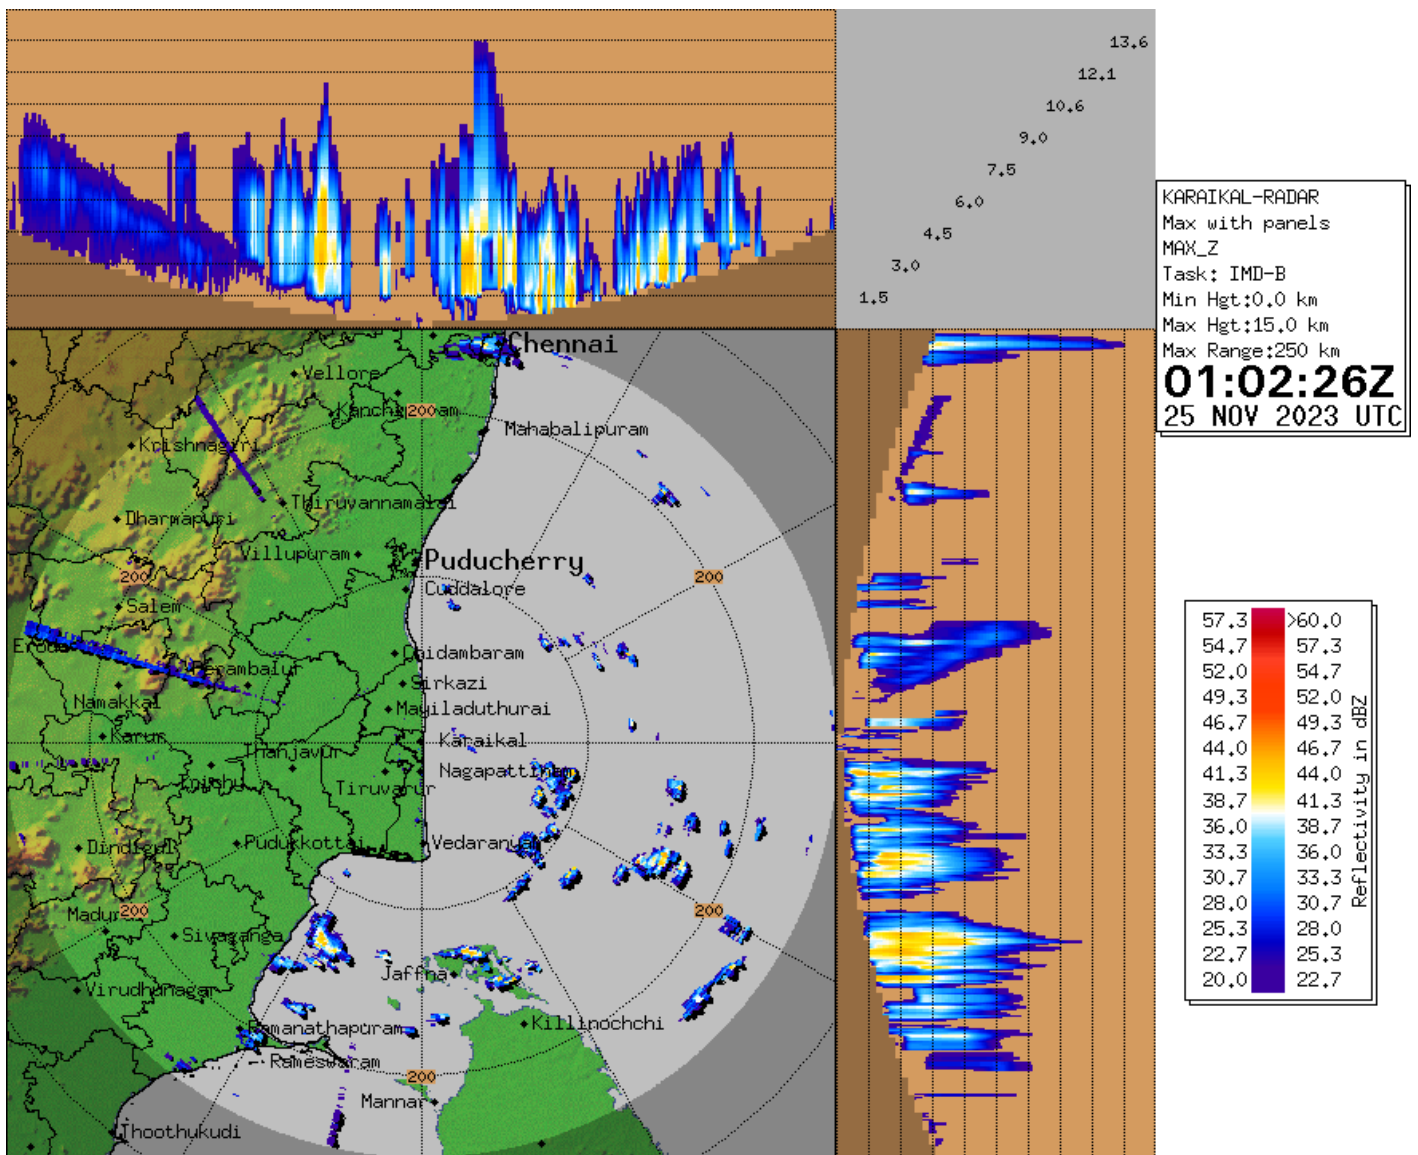 13.6
12.1
10.6
9.0
7.5
6.0
4.5
3.0
1.5
KARAIKAL-RADAR
Max with panels
MAX_Z
Task: IMD-B
Min Hgt:0.0 km
Max Hgt:15.0 km
Max Range:250 km
01:02:26Z
25 NOV 2023 UTC
Chennai
Vellore
200
Mahabalipuram
Krishnagiri
Thiruvannamalai
Dharmapuri
Villupuram
Puducherry
200
200
Cuddalore
Salem
Chidambaram
Perambalur
Sirkazi
Namakkal
Mayiladuthurai
Karur
Karaikal
Thanjavur
Nagapattinam
Tiruvarur
Dindigul
Pudukkottai
200
200
Sivaganga
Jaffna
Virudhunagar
Killinochchi
Ramanathapuram
Rameswaram
200
Mannar
Thoothukudi
57.3 >60.0
54.7 57.3
52.0 54.7
49.3 52.0
46.7 49.3
44.0 46.7
41.3 44.0
38.7 41.3
36.0 38.7
33.3 36.0
30.7 33.3
28.0 30.7
25.3 28.0
22.7 25.3
20.0 22.7
Reflectivity in dBZ